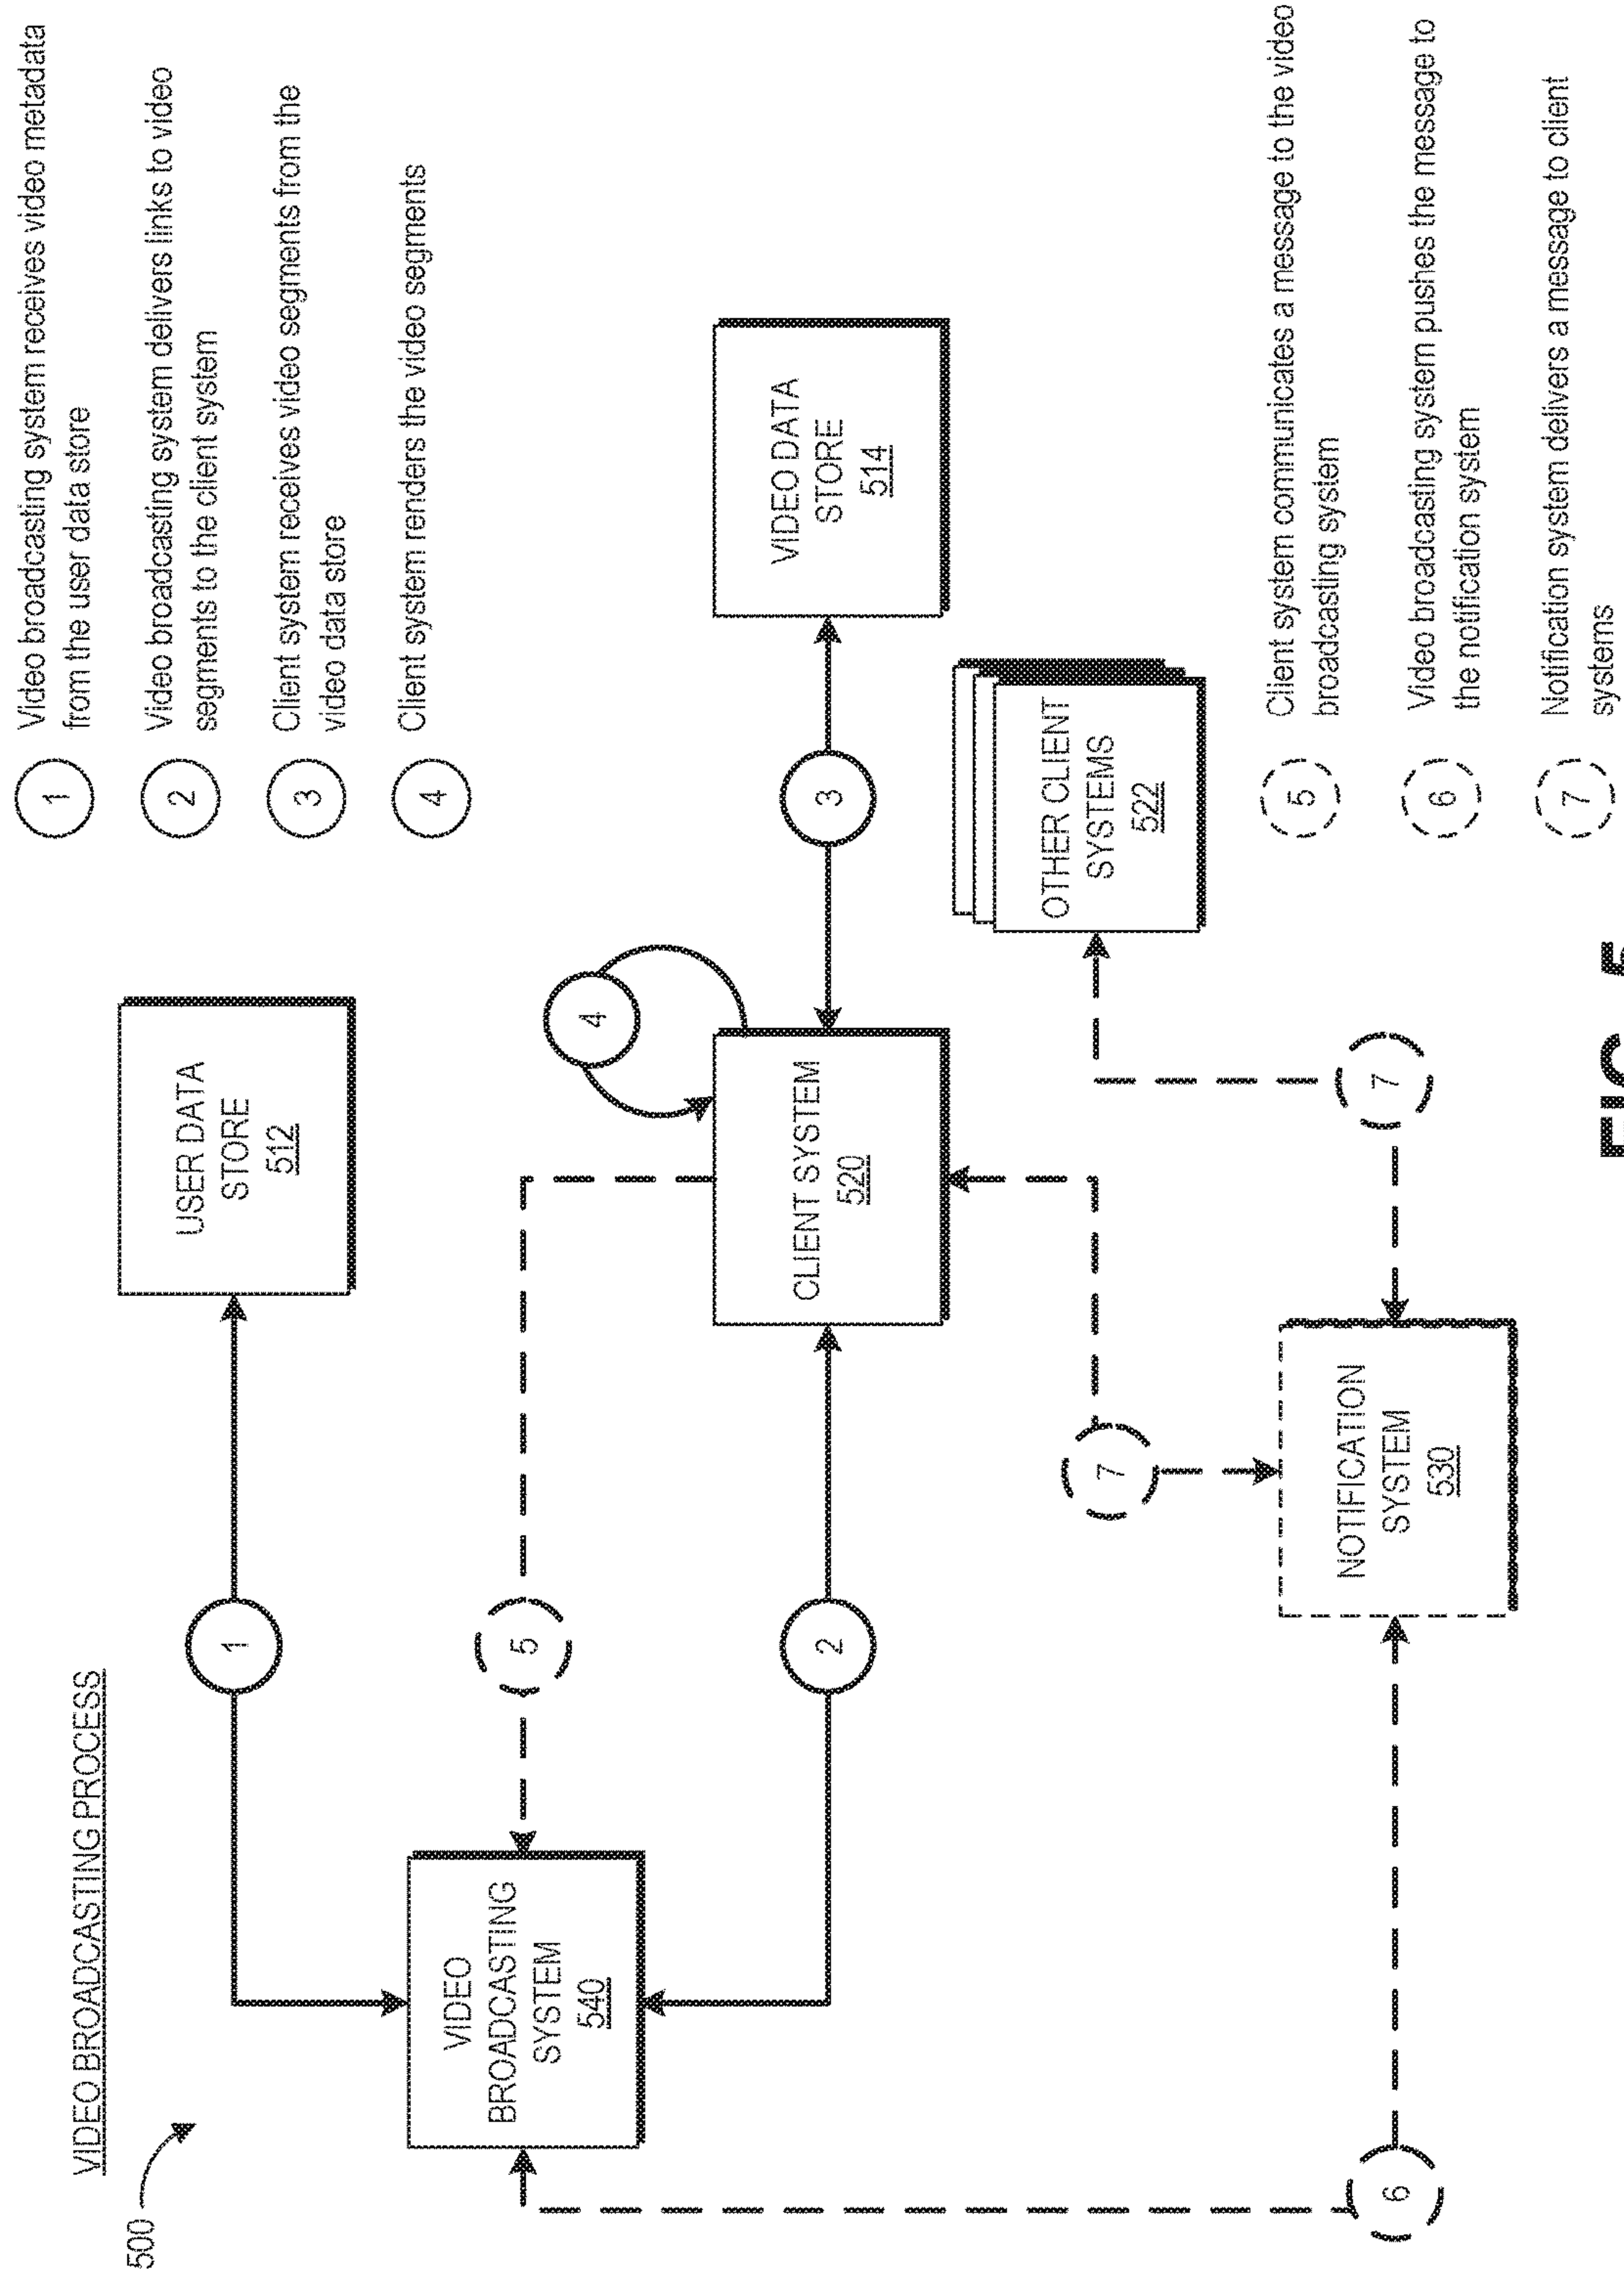 VIDEO BROADCASTING PROCESS
500
1
Video broadcasting system receives video metadata
from the user data store
2
Video broadcasting system delivers links to video
segments to the client system
3
Client system receives video segments from the
video data store
4
Client system renders the video segments
USER DATA
STORE
512
1
VIDEO
BROADCASTING
SYSTEM
540
5
4
2
CLIENT SYSTEM
520
3
VIDEO DATA
STORE
514
OTHER CLIENT
SYSTEMS
522
7
7
NOTIFICATION
SYSTEM
530
6
5
Client system communicates a message to the video
broadcasting system
6
Video broadcasting system pushes the message to
the notification system
7
Notification system delivers a message to client
systems
FIG. 5